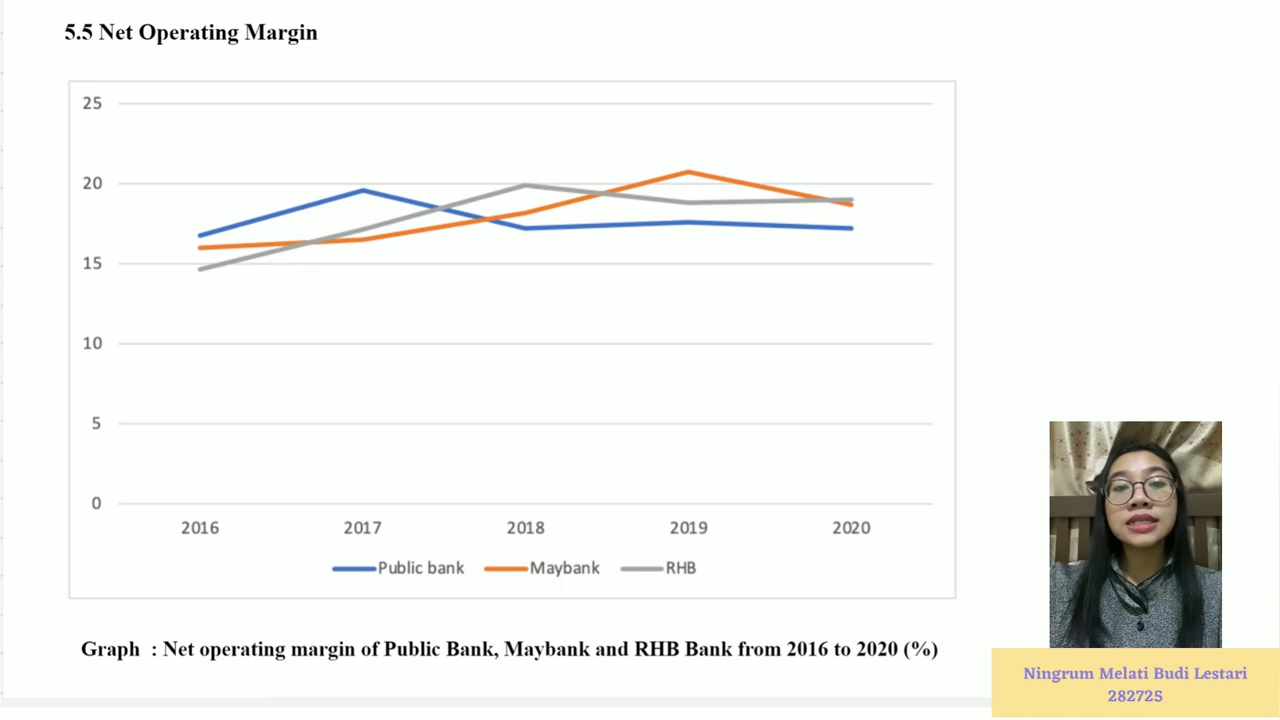 5.5 Net Operating Margin
25
20
15
10
5
0
2016 2017 2018 2019 2020
Public bank Maybank RHB
Graph : Net operating margin of Public Bank, Maybank and RHB Bank from 2016 to 2020 (%)
Ningrum Melati Budi Lestari
282725